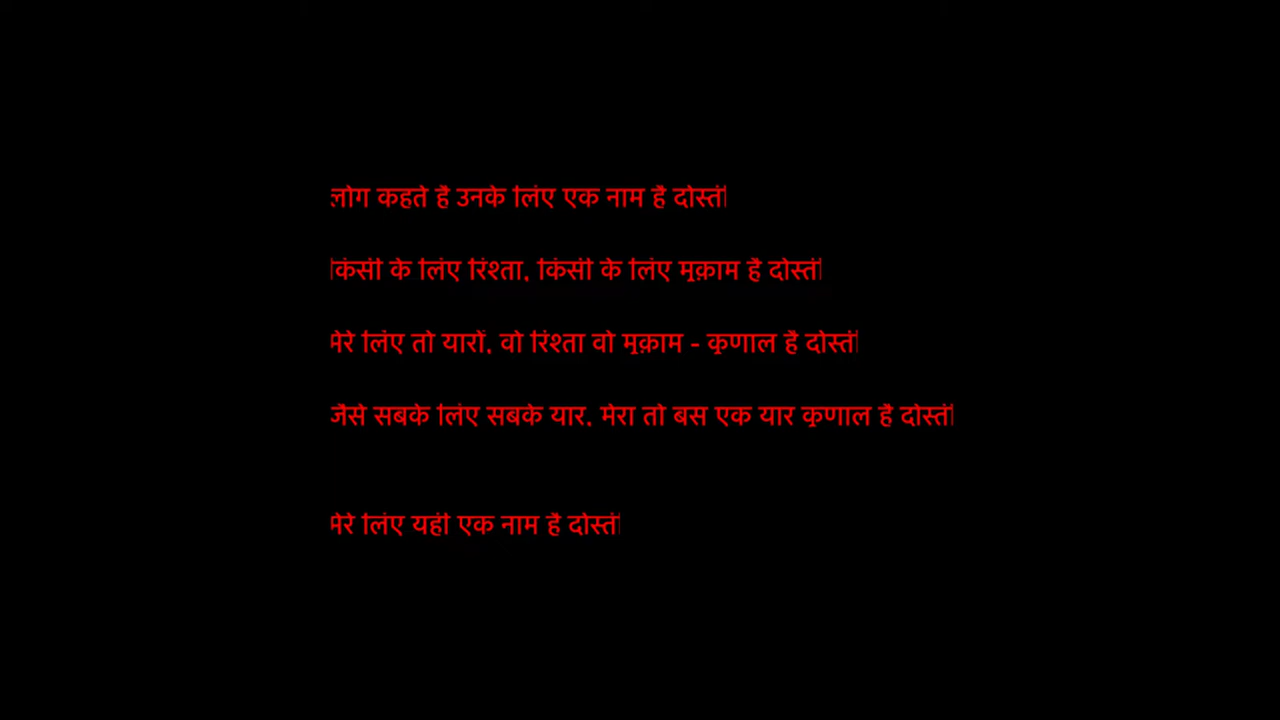 लोग कहते हैं उनके लिए एक नाम है दोस्ती
किसी के लिए रिश्ता, किसी के लिए मुक़ाम है दोस्ती
मेरे लिए तो यारों, वो रिश्ता वो मुक़ाम - कुणाल है दोस्ती
जैसे सबके लिए सबके यार, मेरा तो बस एक यार कुणाल है दोस्ती
मेरे लिए यही एक नाम है दोस्ती